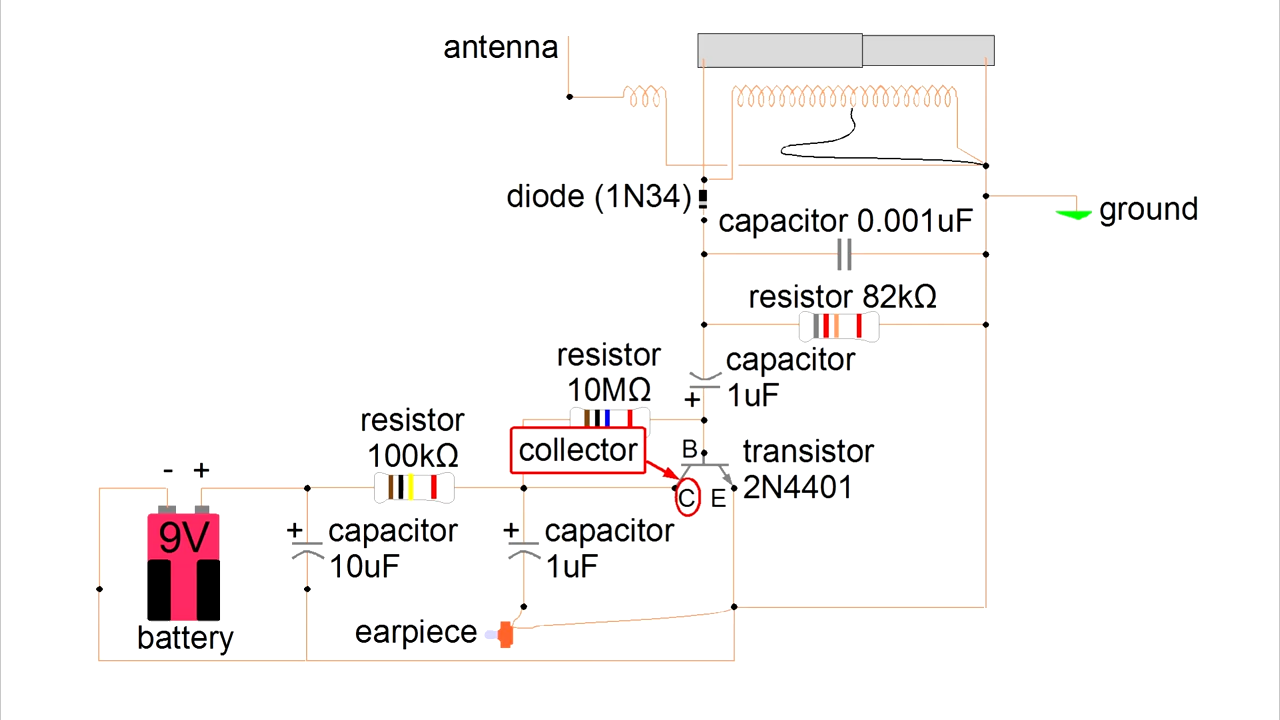 antenna
diode (1N34)
ground
capacitor 0.001uF
resistor 82kΩ
resistor
10MΩ
capacitor
1uF
+
resistor
100kΩ
collector
B
C
E
transistor
2N4401
- +
9V
battery
+
capacitor
10uF
+
capacitor
1uF
earpiece